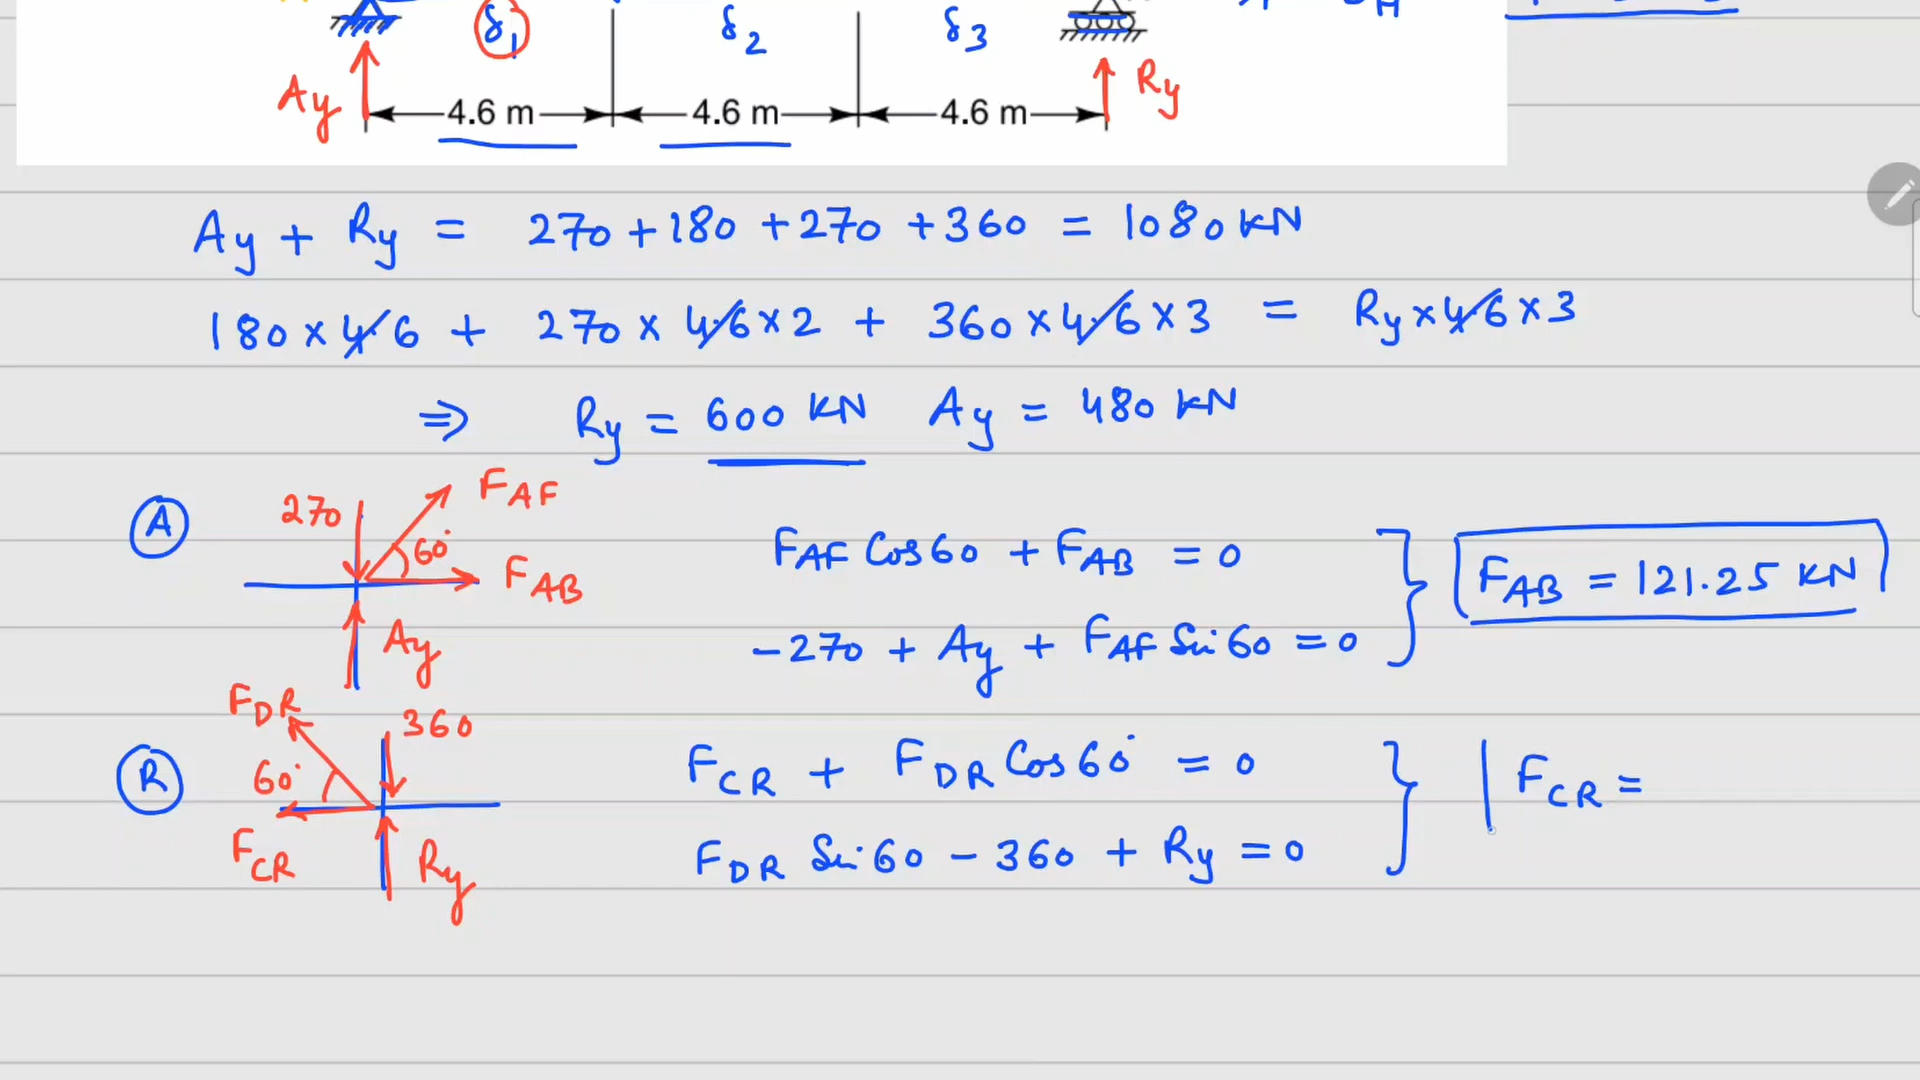 δ1 δ2 δ3
Ay 4.6 m 4.6 m 4.6 m Ry
Ay + Ry = 270 + 180 + 270 + 360 = 1080 KN
180 × 4.6 + 270 × 4.6 × 2 + 360 × 4.6 × 3 = Ry × 4.6 × 3
⇒ Ry = 600 KN Ay = 480 KN
A 270 FAF 60° FAB Ay
FAF Cos 60 + FAB = 0
-270 + Ay + FAF Sin 60 = 0
FAB = 121.25 KN
R FDR 360 60° FCR Ry
FCR + FDR Cos 60° = 0
FDR Sin 60 - 360 + Ry = 0
FCR =